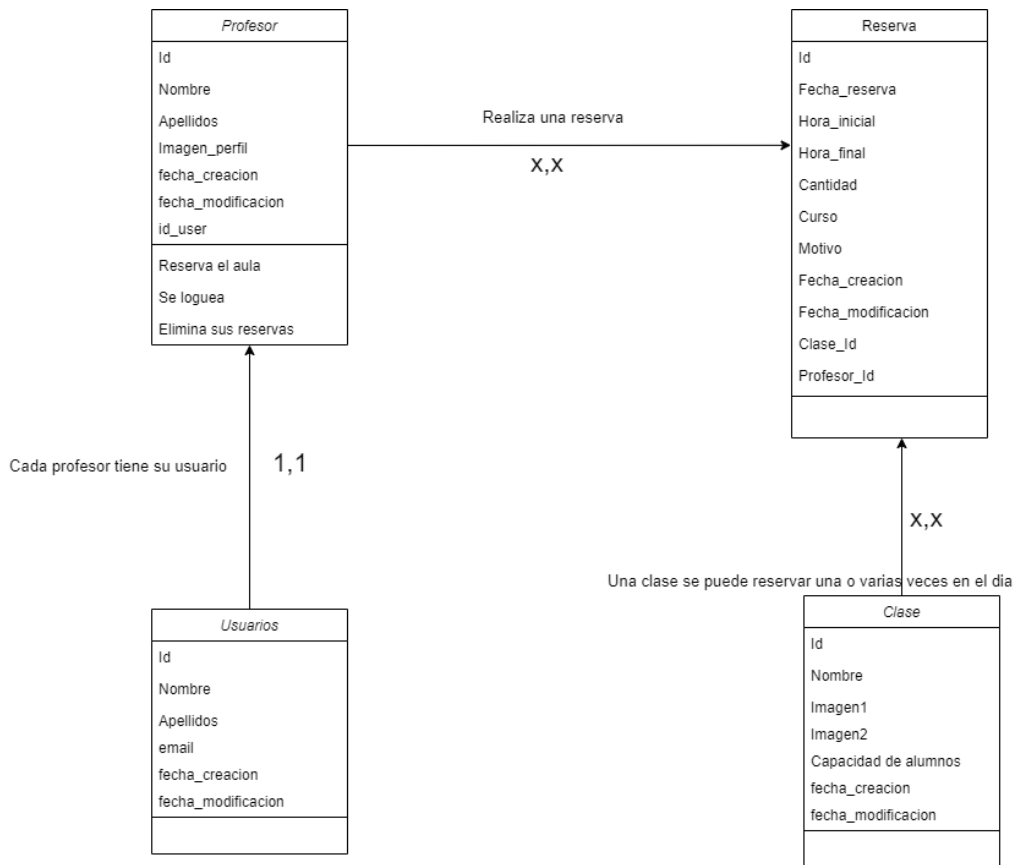 Profesor
Id
Nombre
Apellidos
Imagen_perfil
fecha_creacion
fecha_modificacion
id_user
Reserva el aula
Se loguea
Elimina sus reservas
Realiza una reserva
x,x
Reserva
Id
Fecha_reserva
Hora_inicial
Hora_final
Cantidad
Curso
Motivo
Fecha_creacion
Fecha_modificacion
Clase_Id
Profesor_Id
Cada profesor tiene su usuario
1,1
x,x
Una clase se puede reservar una o varias veces en el dia
Usuarios
Id
Nombre
Apellidos
email
fecha_creacion
fecha_modificacion
Clase
Id
Nombre
Imagen1
Imagen2
Capacidad de alumnos
fecha_creacion
fecha_modificacion